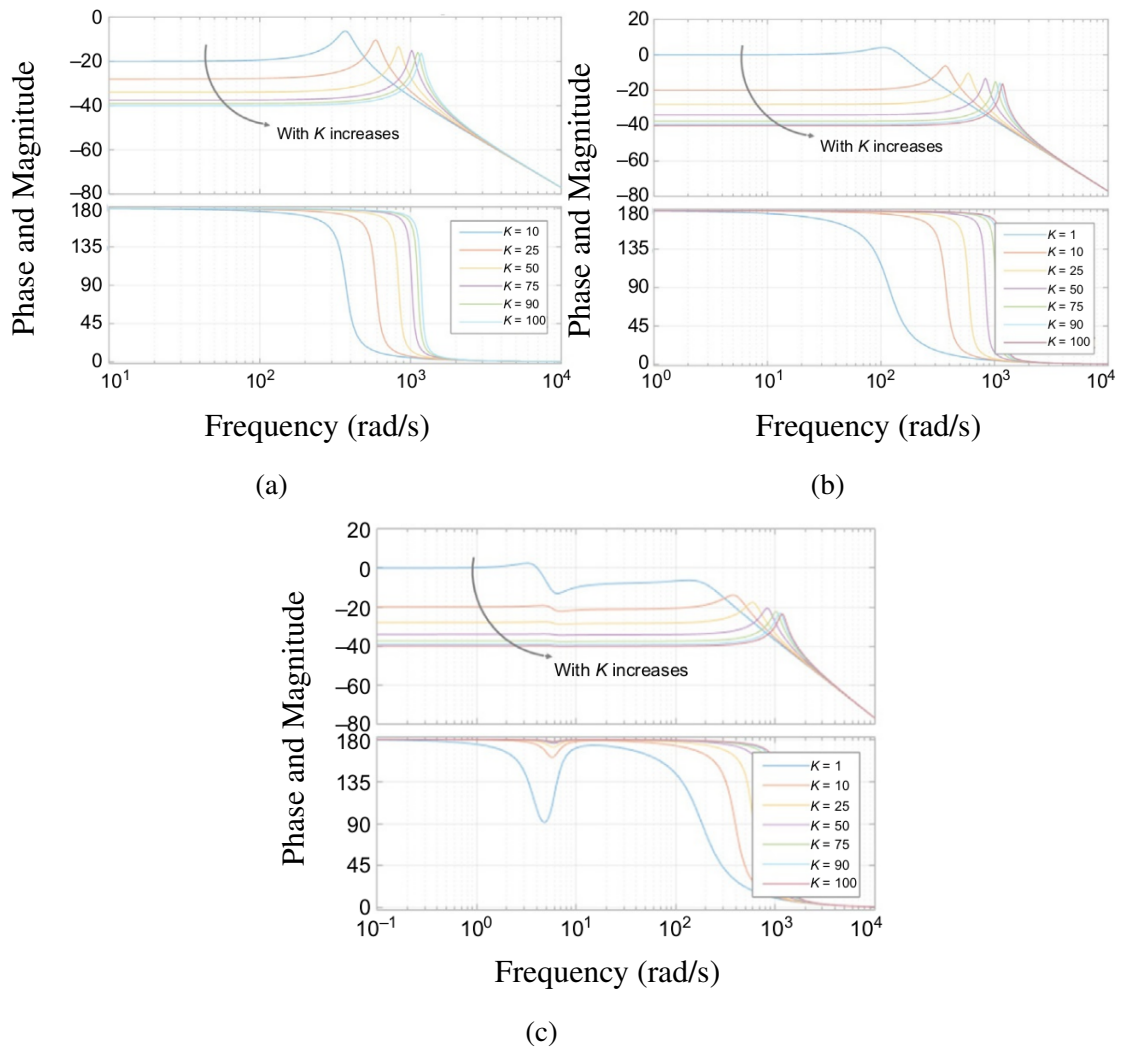 0
−20
−40
−60
−80
With K increases
180
135
90
45
0
K = 10
K = 25
K = 50
K = 75
K = 90
K = 100
10¹
10²
10³
10⁴
Phase and Magnitude
Frequency (rad/s)
(a)
20
0
−20
−40
−60
−80
With K increases
180
135
90
45
0
K = 1
K = 10
K = 25
K = 50
K = 75
K = 90
K = 100
10⁰
10¹
10²
10³
10⁴
Phase and Magnitude
Frequency (rad/s)
(b)
20
0
−20
−40
−60
−80
With K increases
180
135
90
45
0
K = 1
K = 10
K = 25
K = 50
K = 75
K = 90
K = 100
10⁻¹
10⁰
10¹
10²
10³
10⁴
Phase and Magnitude
Frequency (rad/s)
(c)